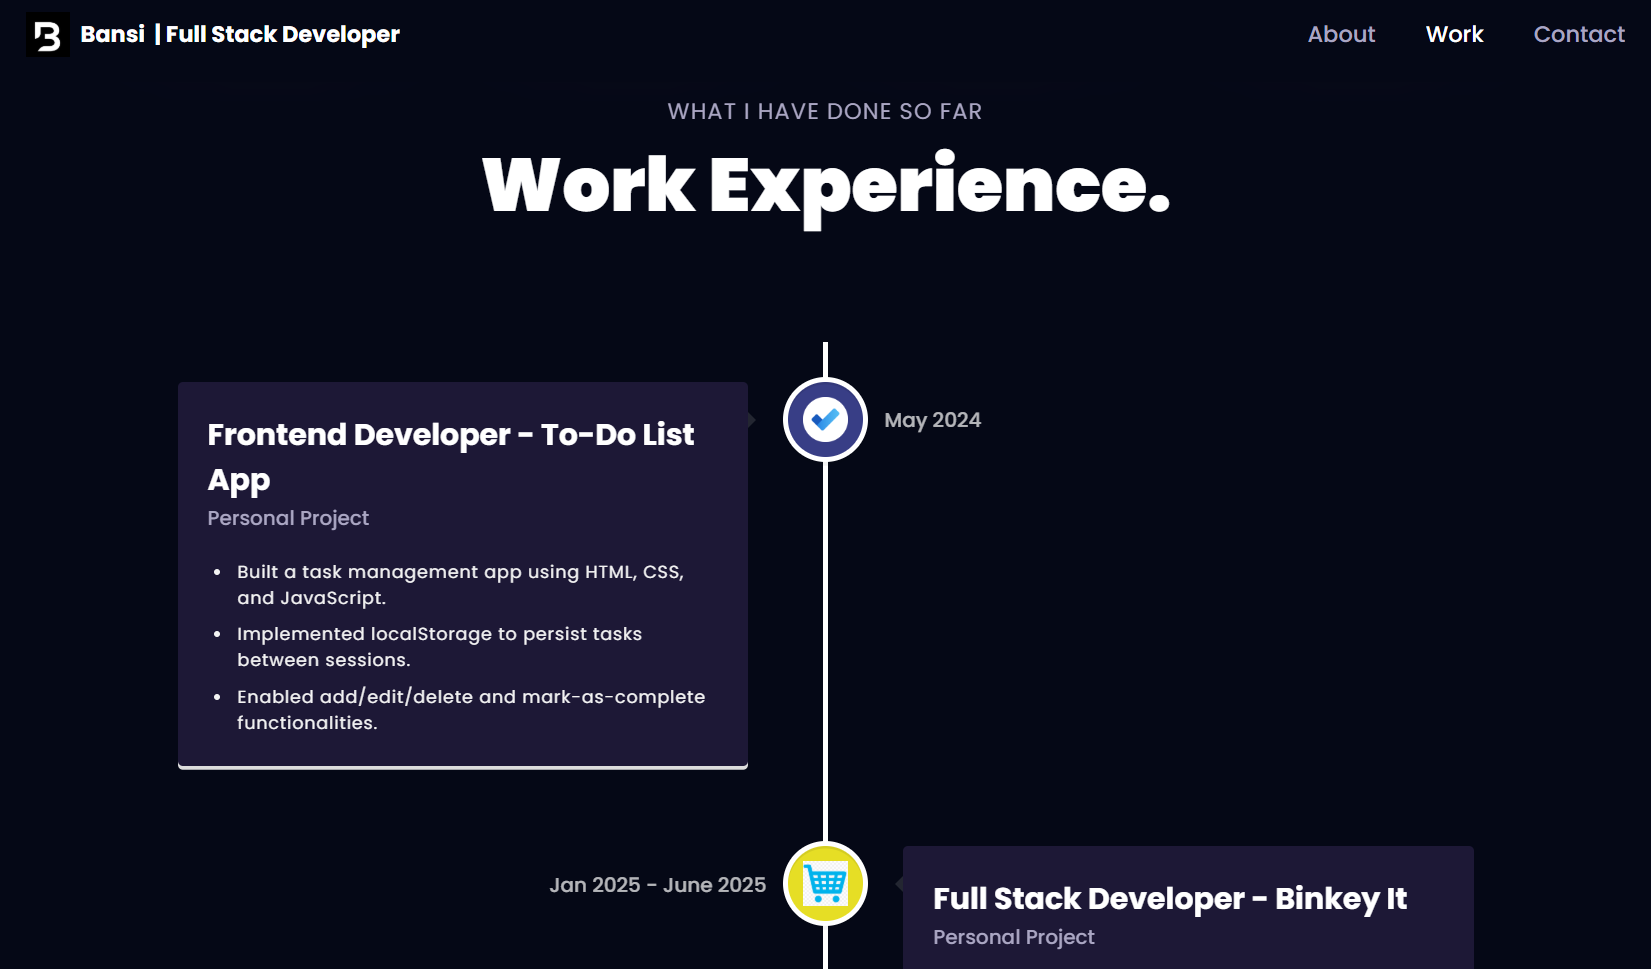 Bansi | Full Stack Developer
About
Work
Contact
WHAT I HAVE DONE SO FAR
Work Experience.
May 2024
Frontend Developer - To-Do List
App
Personal Project
• Built a task management app using HTML, CSS,
and JavaScript.
• Implemented localStorage to persist tasks
between sessions.
• Enabled add/edit/delete and mark-as-complete
functionalities.
Jan 2025 - June 2025
Full Stack Developer - Binkey It
Personal Project